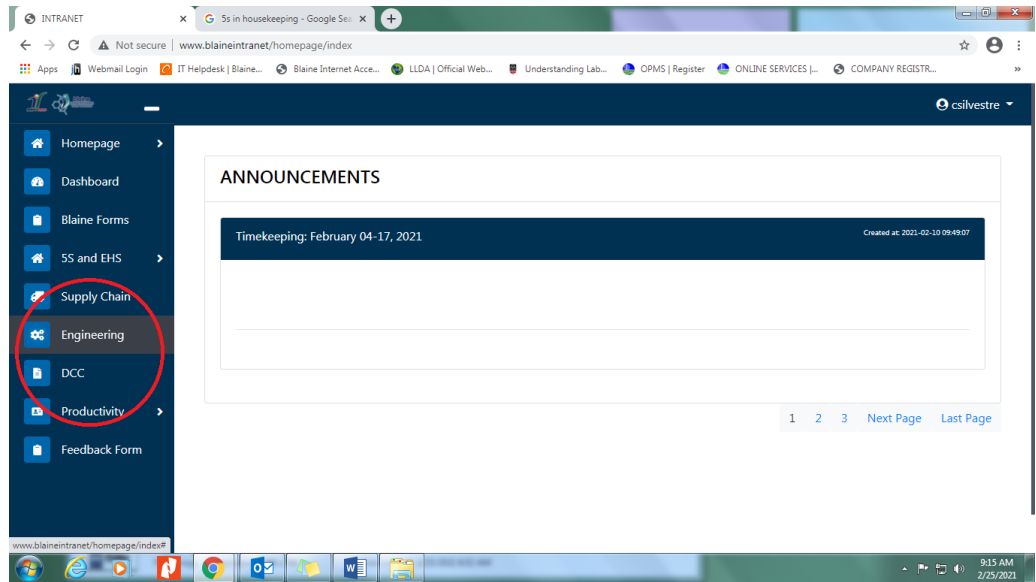 INTRANET
5s in housekeeping - Google Sea
Not secure | www.blaineintranet/homepage/index
Apps Webmail Login IT Helpdesk | Blaine... Blaine Internet Acce... LLDA | Official Web... Understanding Lab... OPMS | Register ONLINE SERVICES |... COMPANY REGISTR... »
csilvestre
Homepage
Dashboard
Blaine Forms
5S and EHS
Supply Chain
Engineering
DCC
Productivity
Feedback Form
ANNOUNCEMENTS
Timekeeping: February 04-17, 2021 Created at: 2021-02-10 09:49:07
1 2 3 Next Page Last Page
www.blaineintranet/homepage/index#
9:15 AM
2/25/2021